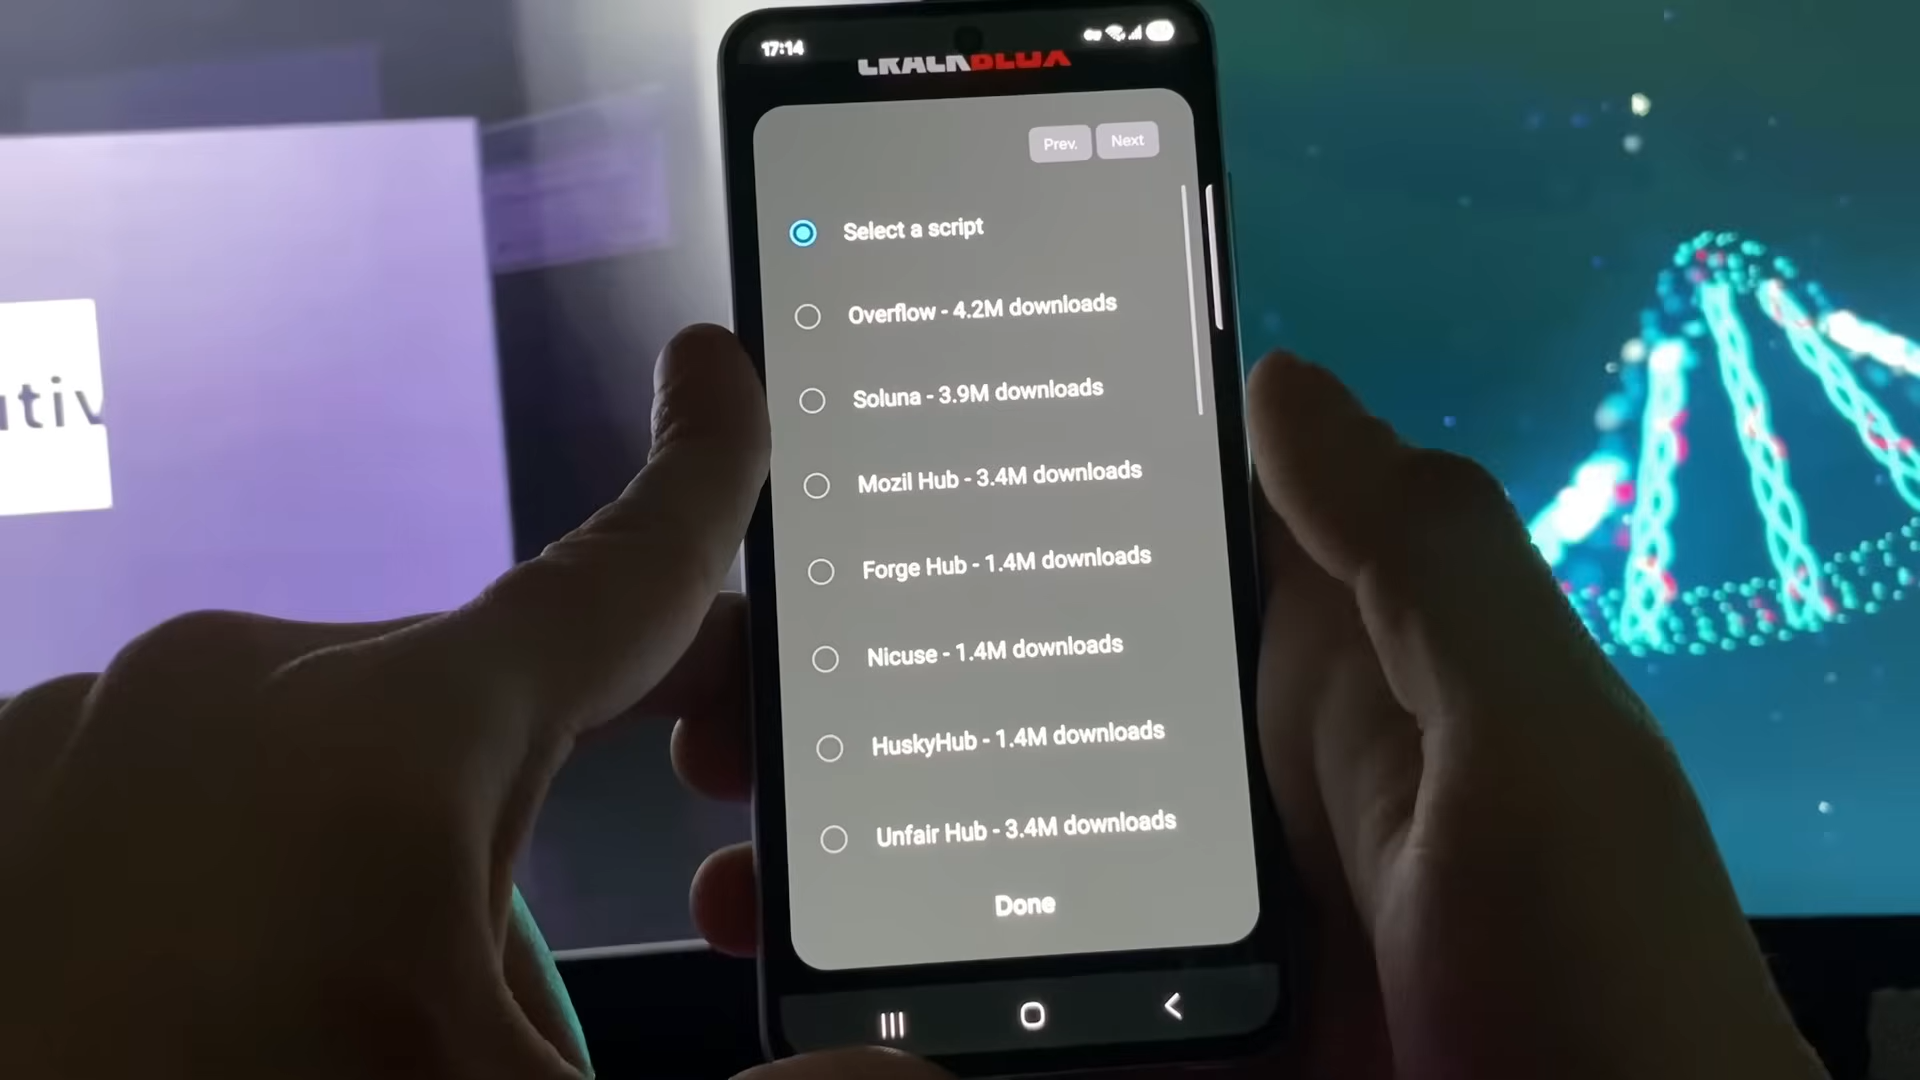 17:14
CRACKBLOX
Prev. Next
Select a script
Overflow - 4.2M downloads
Soluna - 3.9M downloads
Mozil Hub - 3.4M downloads
Forge Hub - 1.4M downloads
Nicuse - 1.4M downloads
HuskyHub - 1.4M downloads
Unfair Hub - 3.4M downloads
Done